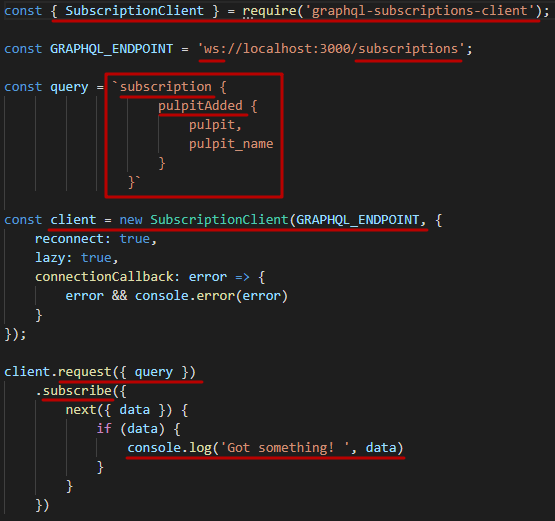 const { SubscriptionClient } = require('graphql-subscriptions-client');
const GRAPHQL_ENDPOINT = 'ws://localhost:3000/subscriptions';
const query = `subscription {
pulpitAdded {
pulpit,
pulpit_name
}
}`
const client = new SubscriptionClient(GRAPHQL_ENDPOINT, {
reconnect: true,
lazy: true,
connectionCallback: error => {
error && console.error(error)
}
});
client.request({ query })
.subscribe({
next({ data }) {
if (data) {
console.log('Got something! ', data)
}
}
})